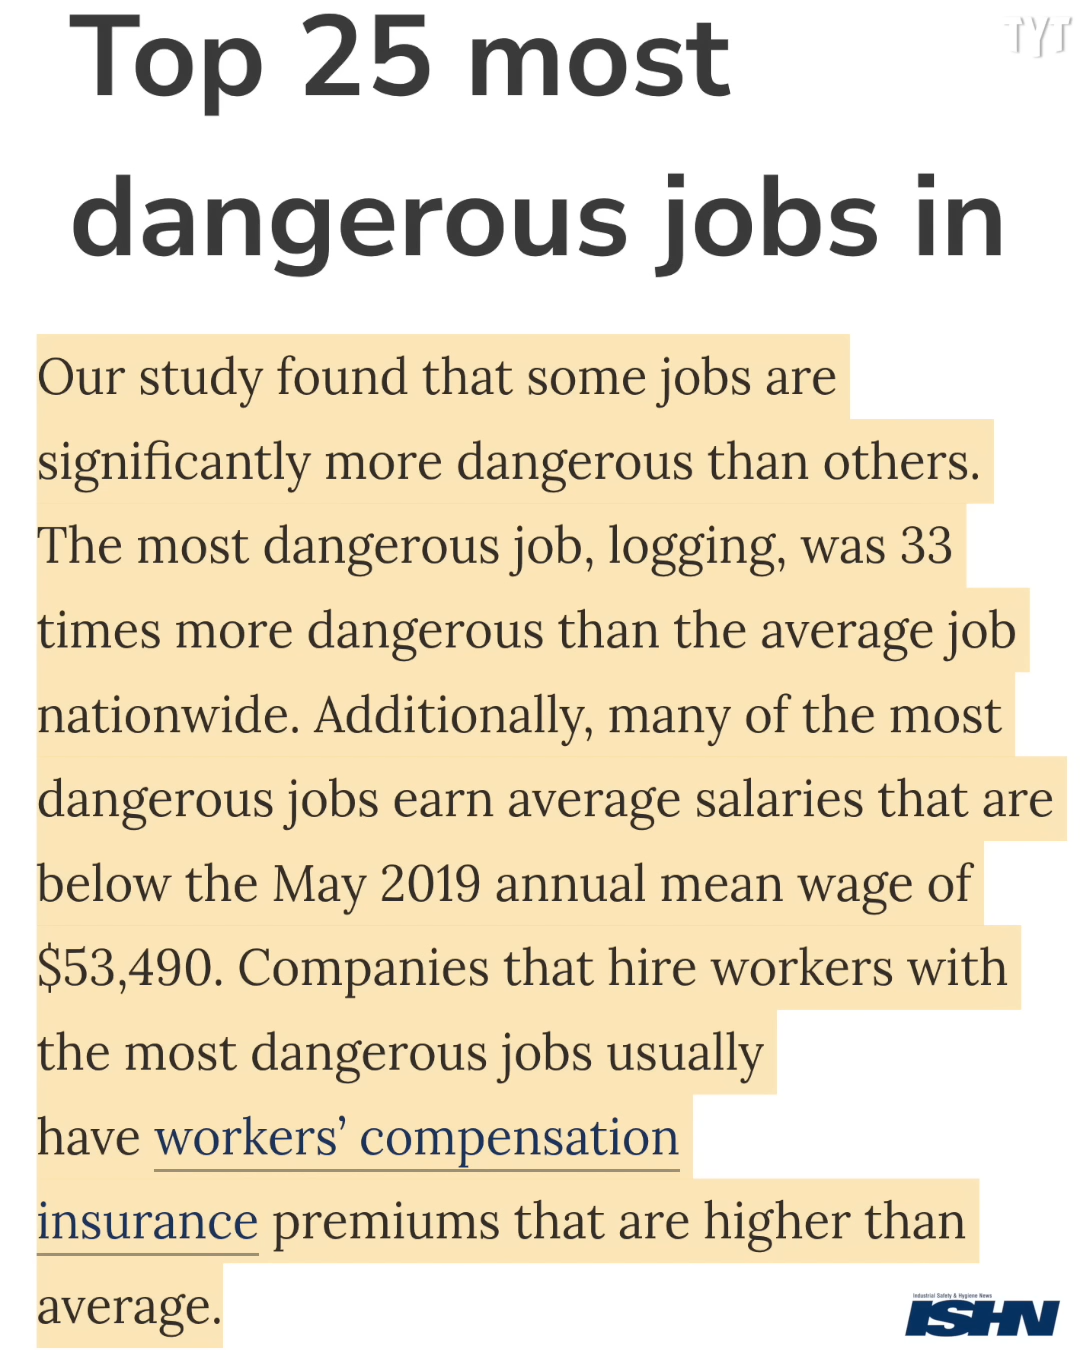 Top 25 most
TYT
dangerous jobs in
Our study found that some jobs are
significantly more dangerous than others.
The most dangerous job, logging, was 33
times more dangerous than the average job
nationwide. Additionally, many of the most
dangerous jobs earn average salaries that are
below the May 2019 annual mean wage of
$53,490. Companies that hire workers with
the most dangerous jobs usually
have workers’ compensation
insurance premiums that are higher than
average.
Industrial Safety & Hygiene News
ISHN